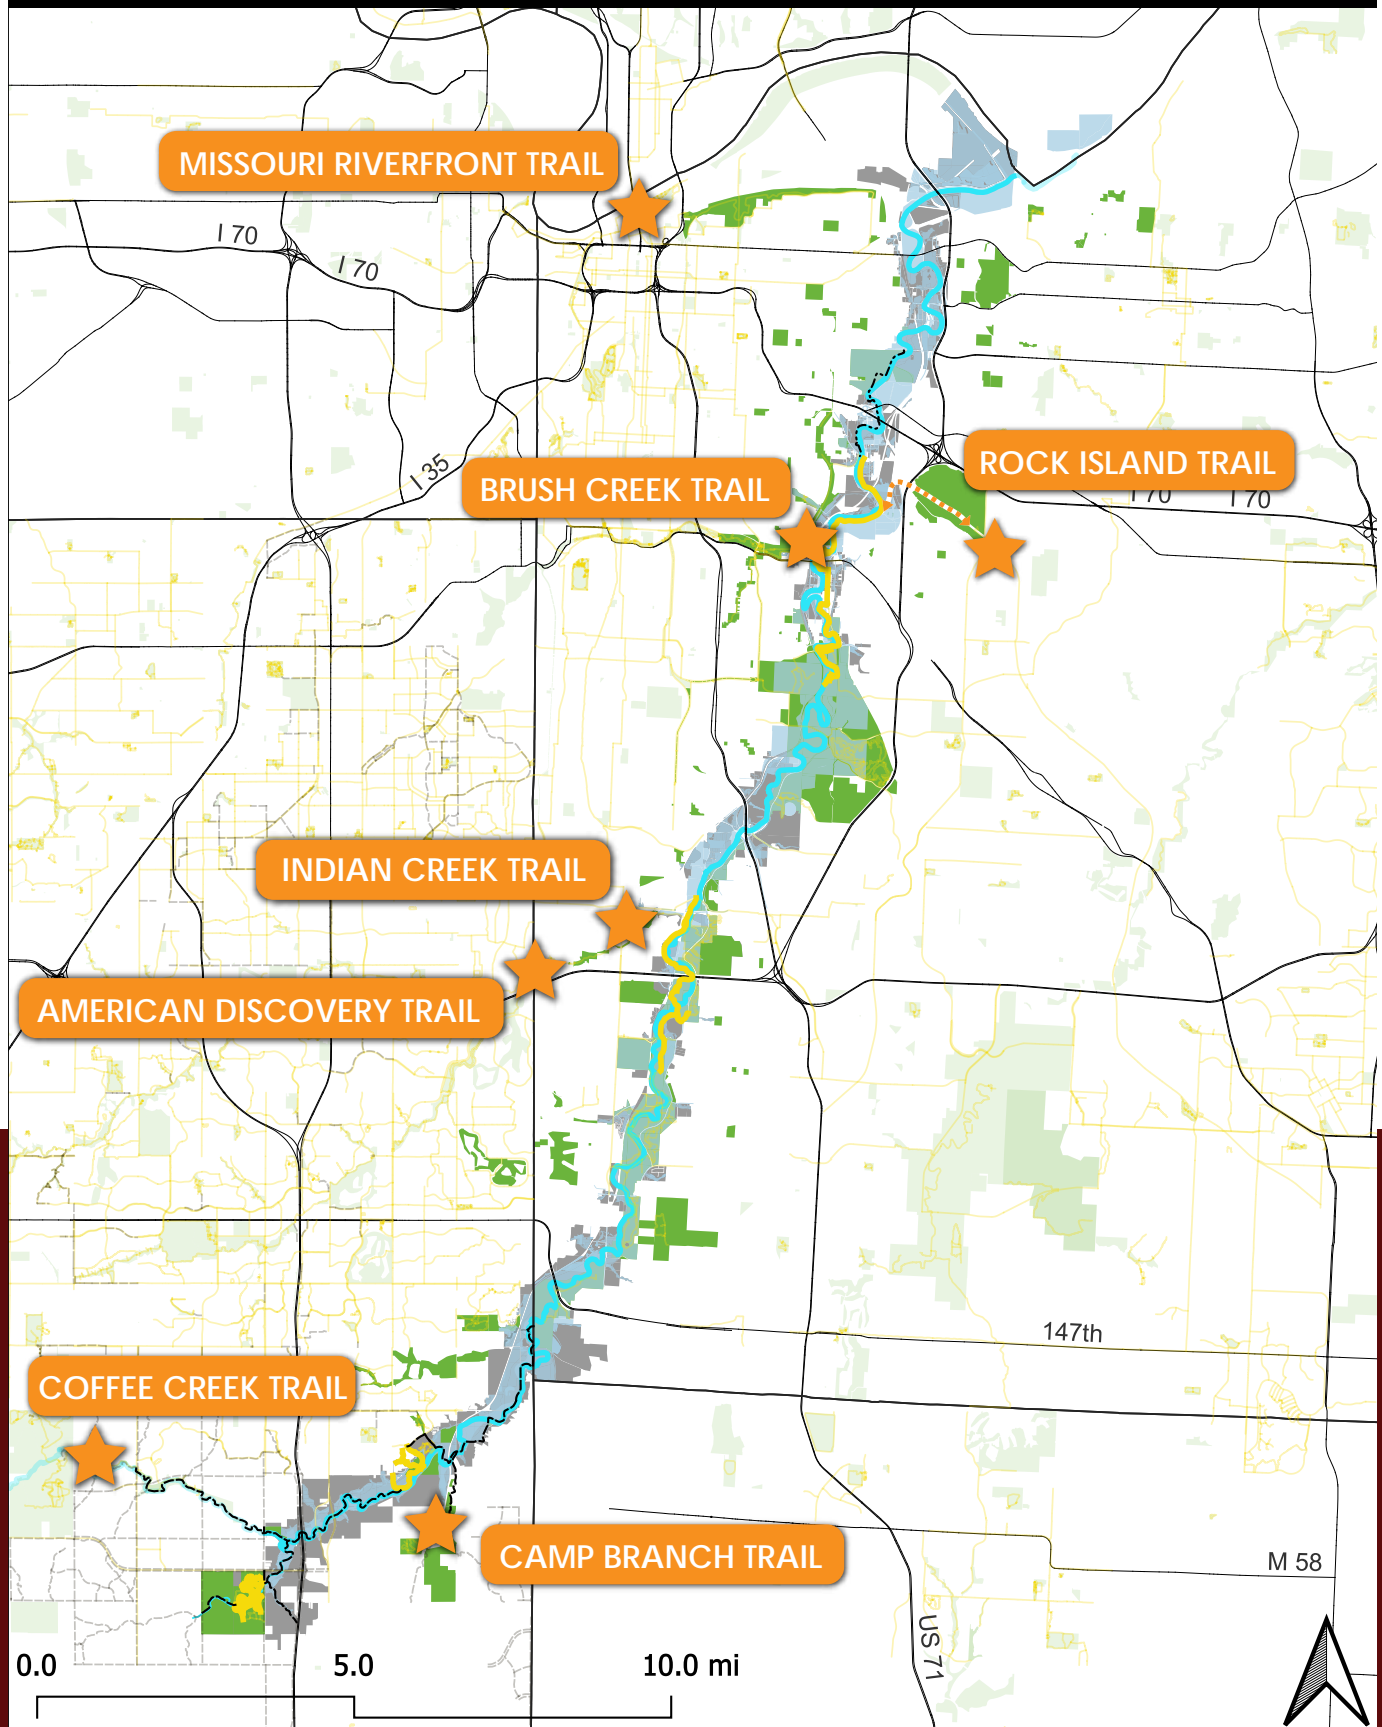 MISSOURI RIVERFRONT TRAIL
I 70
I 70
ROCK ISLAND TRAIL
I 35
BRUSH CREEK TRAIL
I 70
I 70
INDIAN CREEK TRAIL
AMERICAN DISCOVERY TRAIL
147th
COFFEE CREEK TRAIL
CAMP BRANCH TRAIL
M 58
US 71
0.0
5.0
10.0 mi